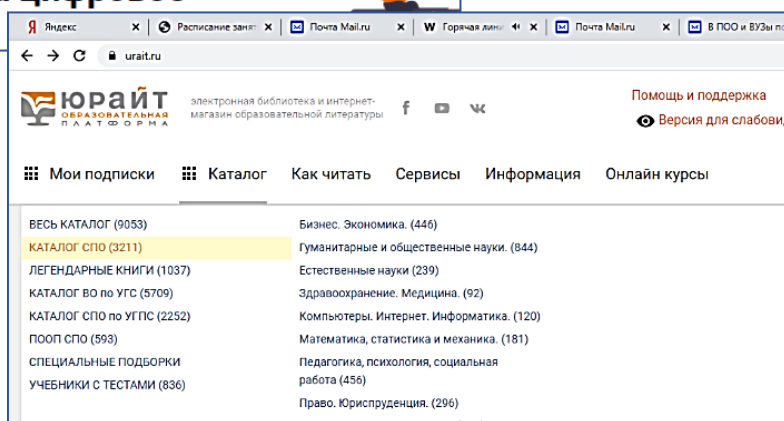 цифровое
Яндекс
Расписание занят
Почта Mail.ru
Горячая лини
Почта Mail.ru
В ПОО и ВУЗы по
urait.ru
юрайт
ОБРАЗОВАТЕЛЬНАЯ
ПЛАТФОРМА
электронная библиотека и интернет-
магазин образовательной литературы
Помощь и поддержка
Версия для слабовид
Мои подписки
Каталог
Как читать
Сервисы
Информация
Онлайн курсы
ВЕСЬ КАТАЛОГ (9053)
КАТАЛОГ СПО (3211)
ЛЕГЕНДАРНЫЕ КНИГИ (1037)
КАТАЛОГ ВО по УГС (5709)
КАТАЛОГ СПО по УГПС (2252)
ПООП СПО (593)
СПЕЦИАЛЬНЫЕ ПОДБОРКИ
УЧЕБНИКИ С ТЕСТАМИ (836)
Бизнес. Экономика. (446)
Гуманитарные и общественные науки. (844)
Естественные науки (239)
Здравоохранение. Медицина. (92)
Компьютеры. Интернет. Информатика. (120)
Математика, статистика и механика. (181)
Педагогика, психология, социальная
работа (456)
Право. Юриспруденция. (296)